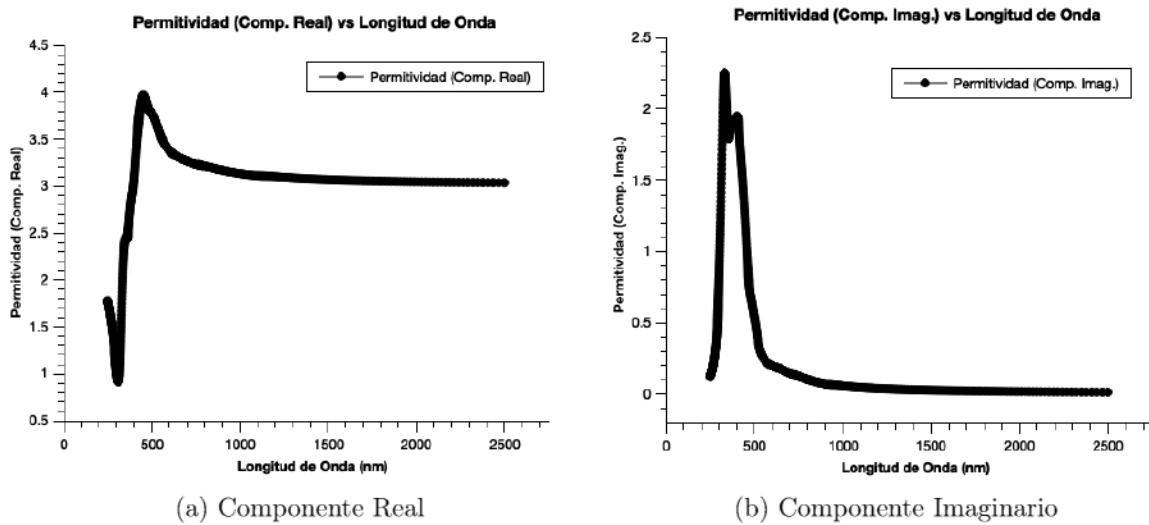 Permitividad (Comp. Real) vs Longitud de Onda
Permitividad (Comp. Real)
4.5
4
3.5
3
2.5
2
1.5
1
0.5
Permitividad (Comp. Real)
0
500
1000
1500
2000
2500
Longitud de Onda (nm)
(a) Componente Real
Permitividad (Comp. Imag.) vs Longitud de Onda
Permitividad (Comp. Imag.)
2.5
2
1.5
1
0.5
0
Permitividad (Comp. Imag.)
0
500
1000
1500
2000
2500
Longitud de Onda (nm)
(b) Componente Imaginario